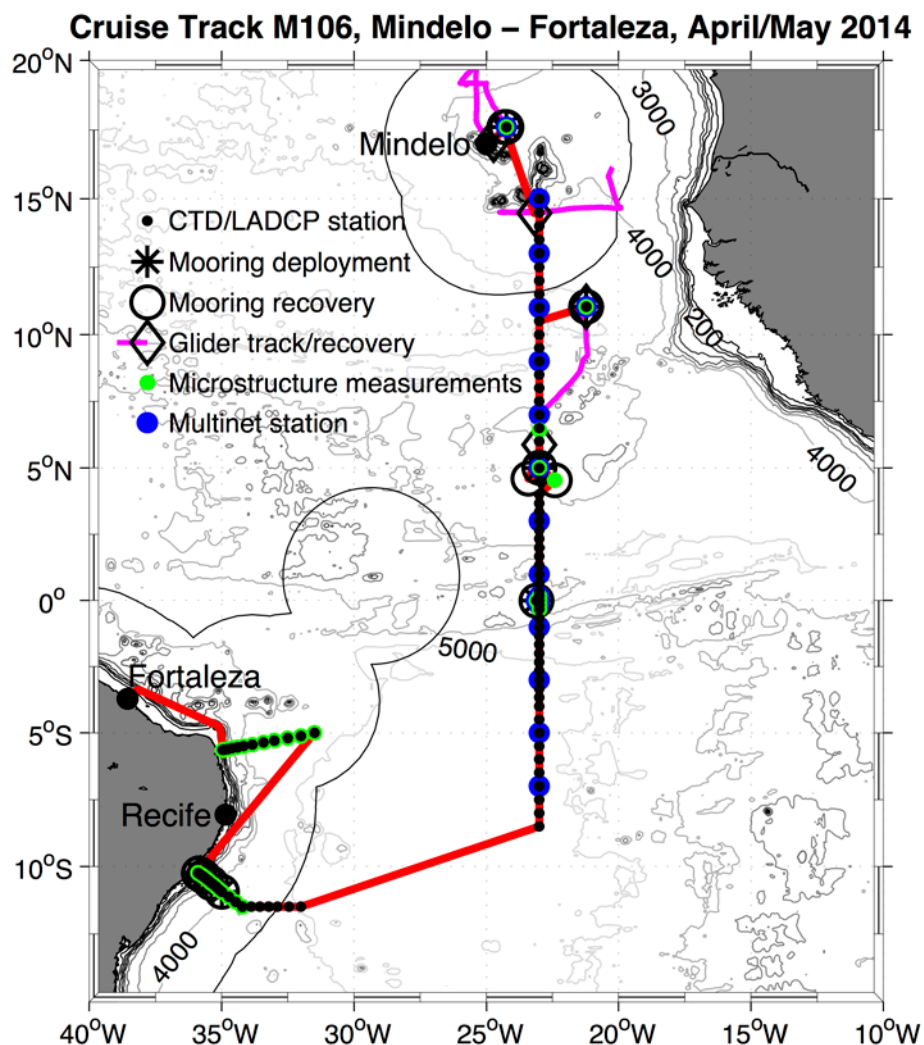 Cruise Track M106, Mindelo – Fortaleza, April/May 2014
20°N
3000
Mindelo
15°N
CTD/LADCP station
4000
Mooring deployment
Mooring recovery
200
10°N
Glider track/recovery
Microstructure measurements
Multinet station
4000
5°N
0°
5000
Fortaleza
5°S
Recife
10°S
4000
40°W 35°W 30°W 25°W 20°W 15°W 10°W